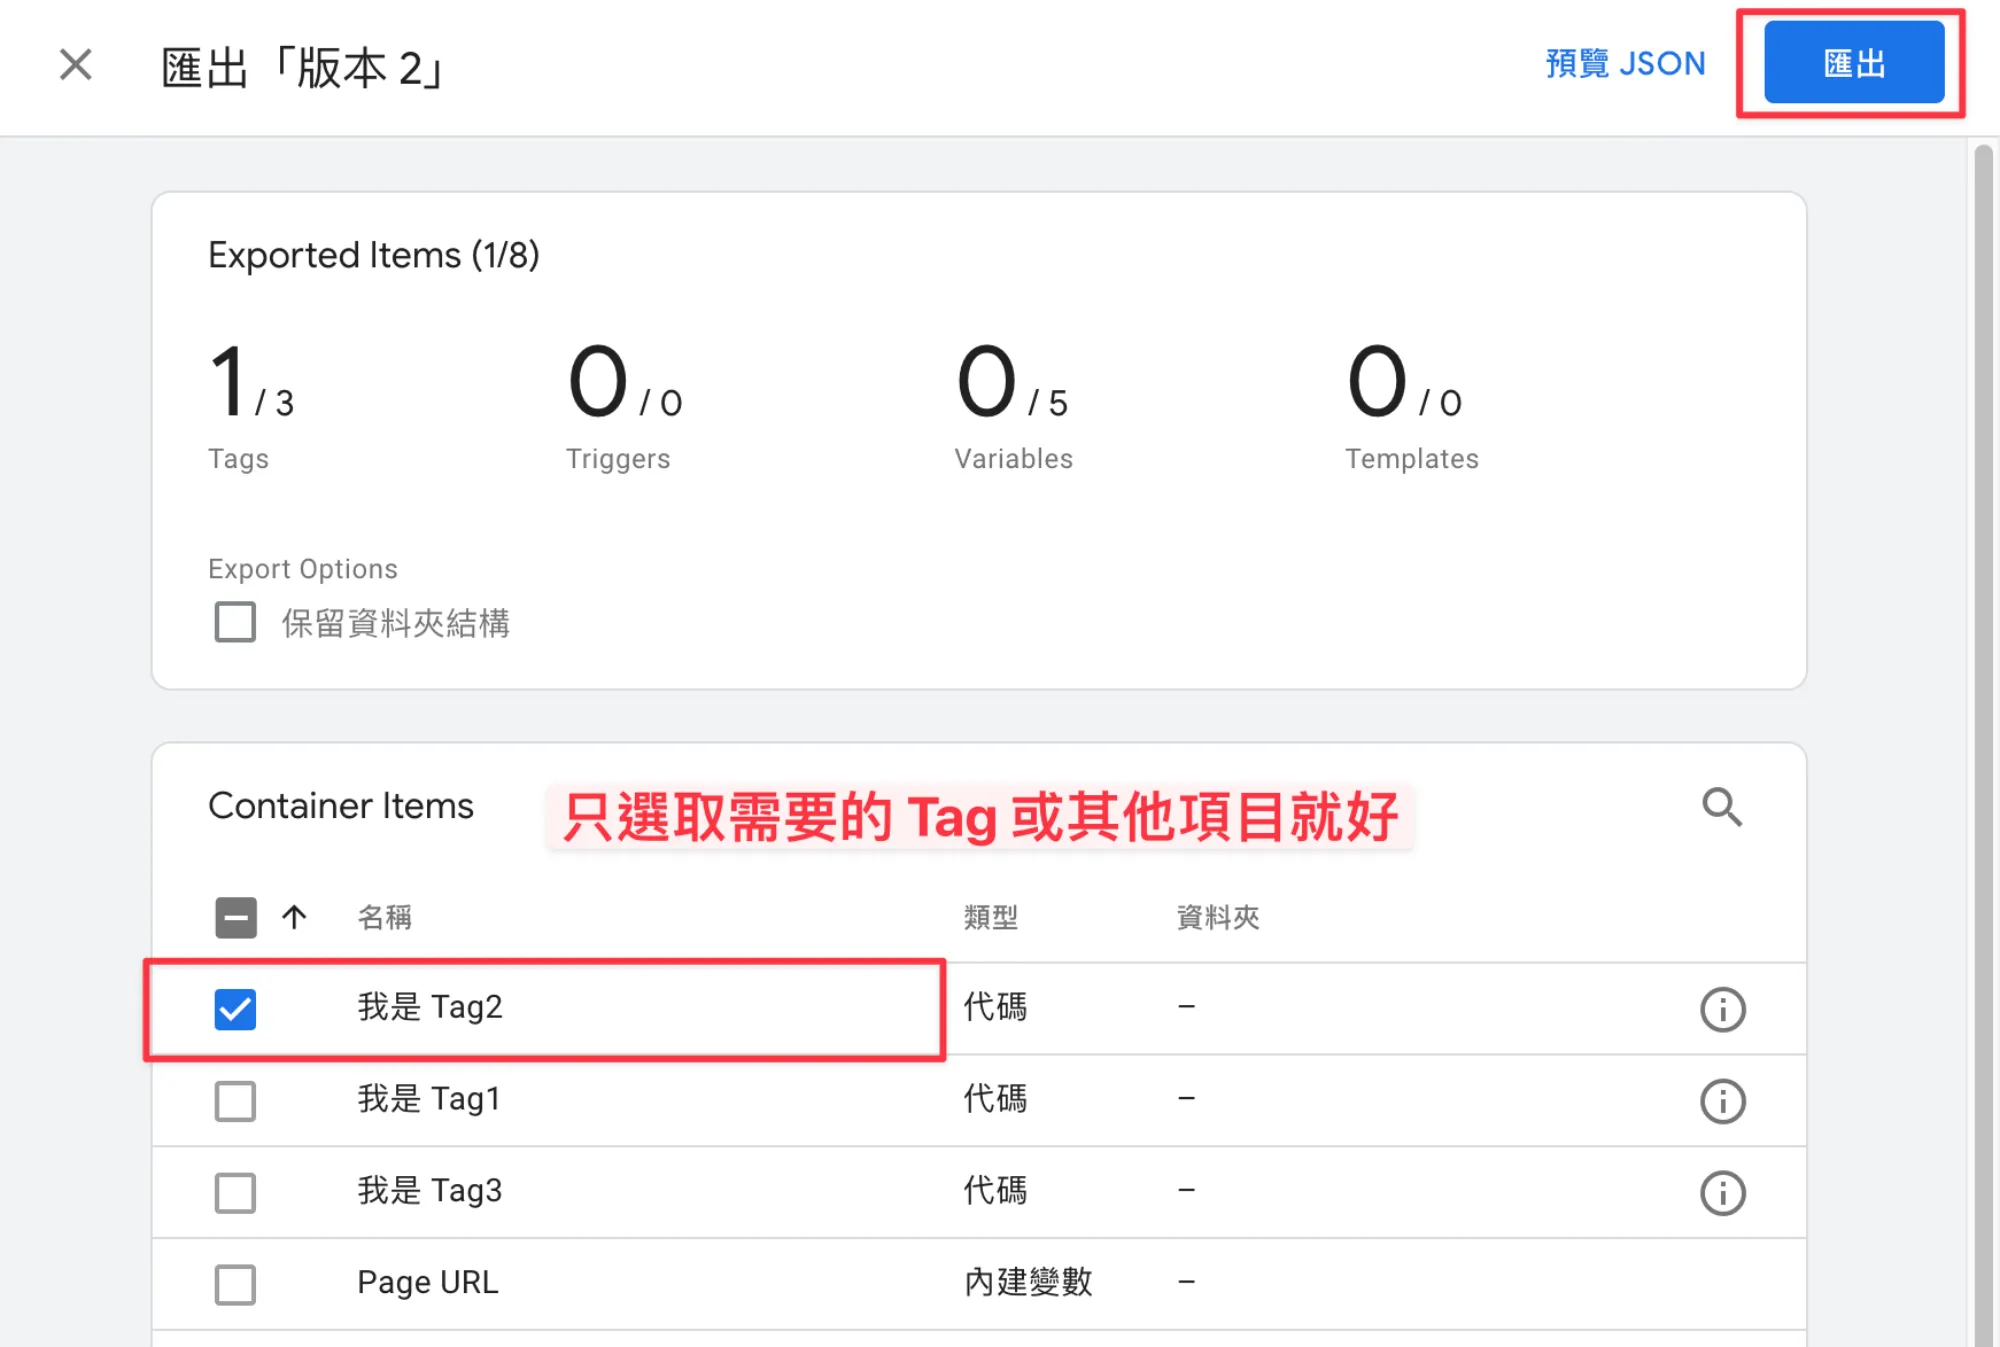 匯出「版本 2」
預覽 JSON
匯出
Exported Items (1/8)
1 / 3
Tags
0 / 0
Triggers
0 / 5
Variables
0 / 0
Templates
Export Options
保留資料夾結構
Container Items
只選取需要的 Tag 或其他項目就好
名稱 類型 資料夾
我是 Tag2 代碼 –
我是 Tag1 代碼 –
我是 Tag3 代碼 –
Page URL 內建變數 –